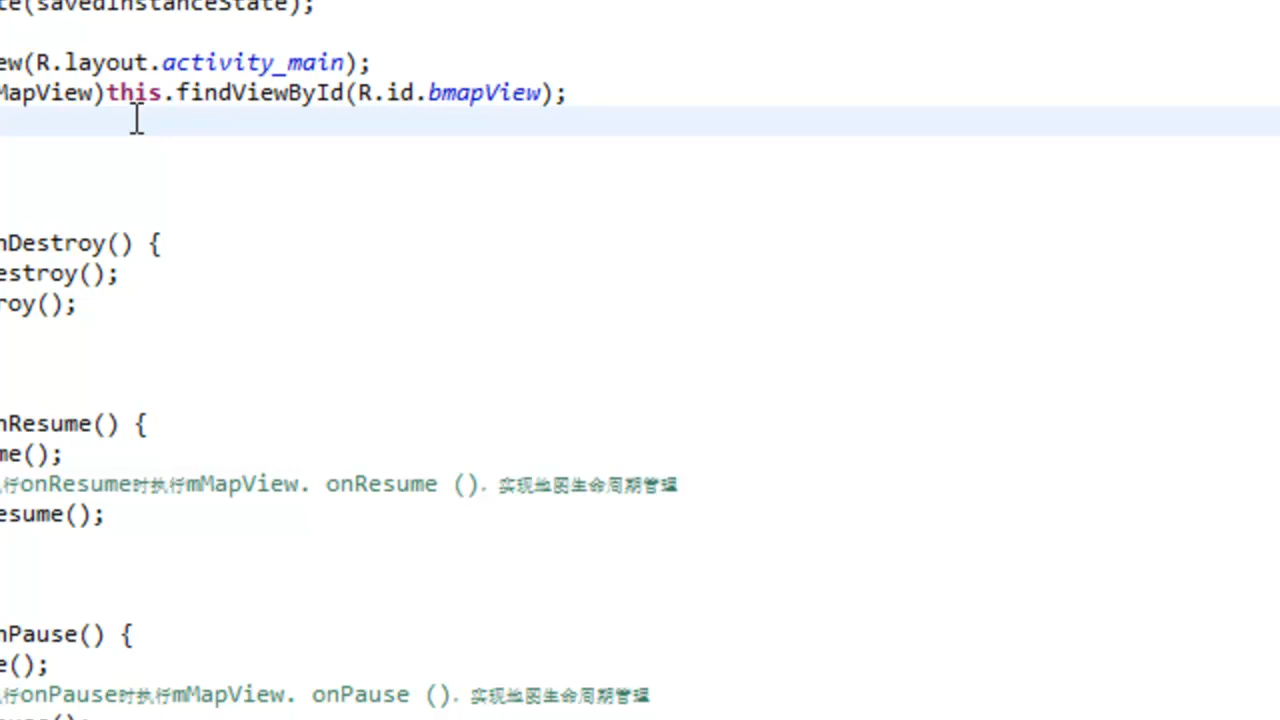 te(savedInstanceState);
ew(R.layout.activity_main);
MapView)this.findViewById(R.id.bmapView);
nDestroy() {
estroy();
roy();
nResume() {
me();
行onResume时执行mMapView. onResume ()，实现地图生命周期管理
esume();
nPause() {
e();
行onPause时执行mMapView. onPause ()，实现地图生命周期管理